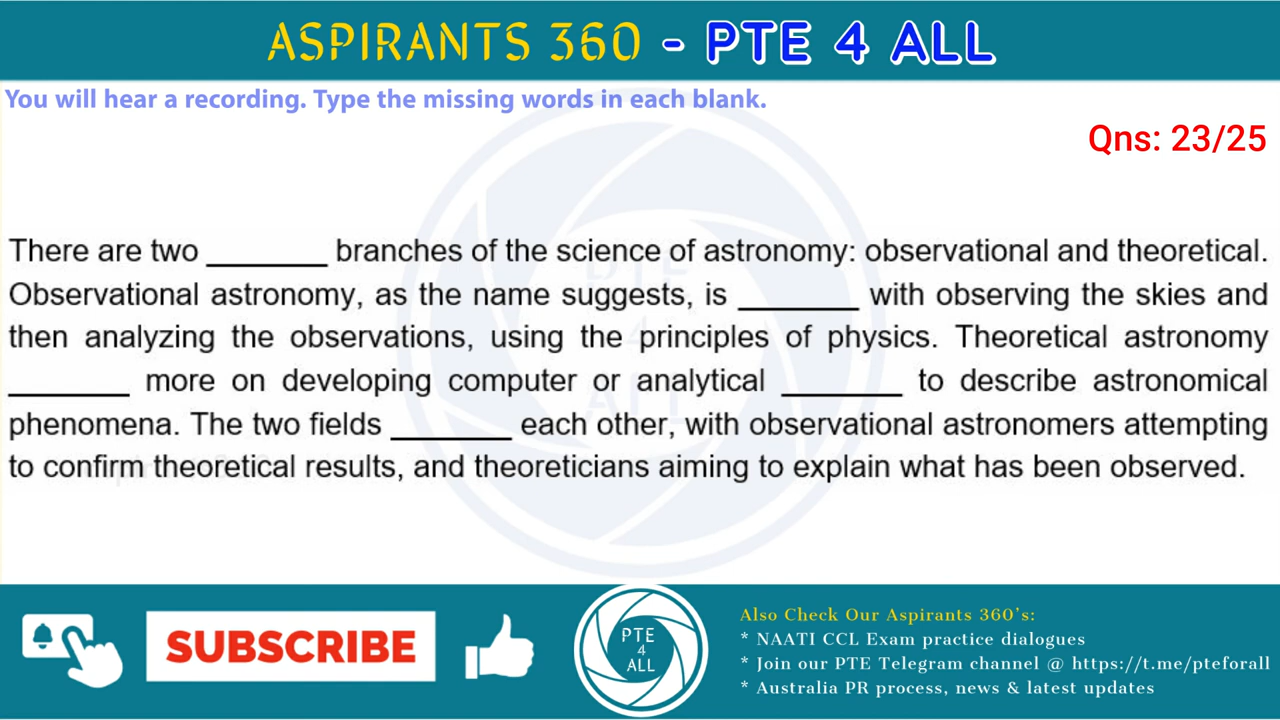 ASPIRANTS 360 - PTE 4 ALL
You will hear a recording. Type the missing words in each blank.
Qns: 23/25
There are two ________ branches of the science of astronomy: observational and theoretical.
Observational astronomy, as the name suggests, is ________ with observing the skies and
then analyzing the observations, using the principles of physics. Theoretical astronomy
________ more on developing computer or analytical ________ to describe astronomical
phenomena. The two fields ________ each other, with observational astronomers attempting
to confirm theoretical results, and theoreticians aiming to explain what has been observed.
SUBSCRIBE
PTE
4
ALL
Also Check Our Aspirants 360's:
* NAATI CCL Exam practice dialogues
* Join our PTE Telegram channel @ https://t.me/pteforall
* Australia PR process, news & latest updates